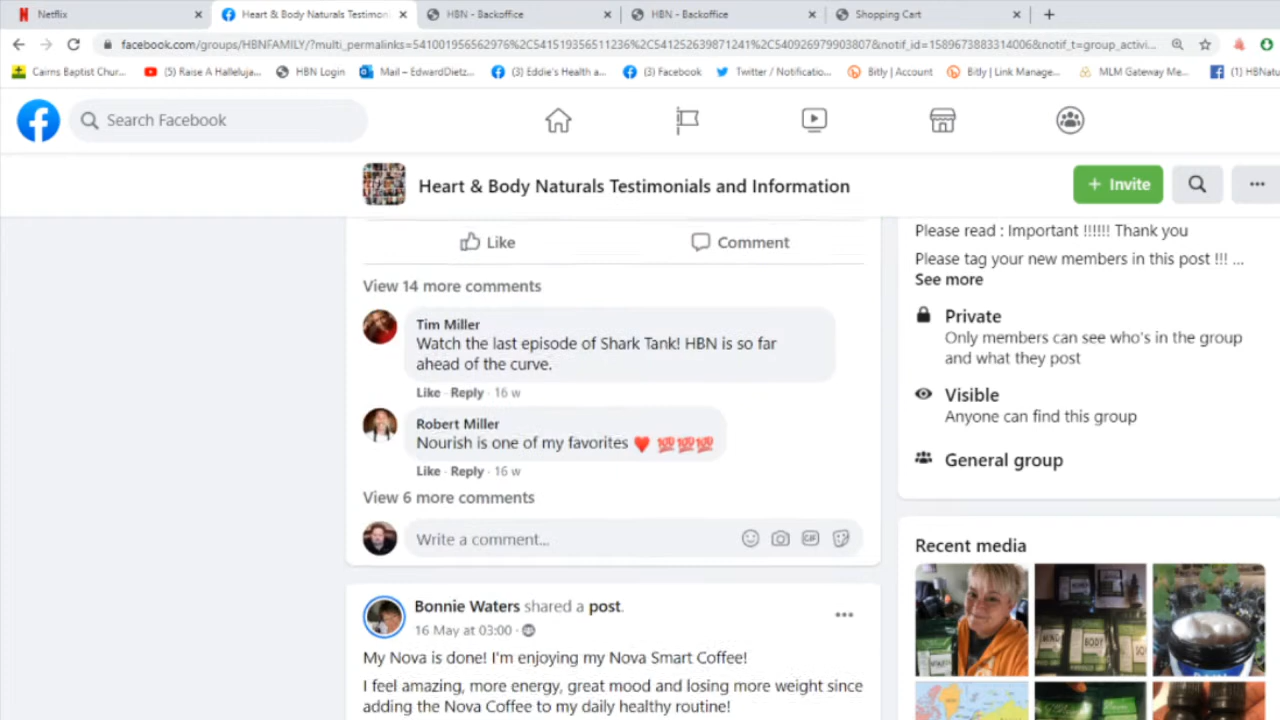 Netflix
Heart & Body Naturals Testimon
HBN - Backoffice
HBN - Backoffice
Shopping Cart
facebook.com/groups/HBNFAMILY/?multi_permalinks=541001956562976%2C541519356511236%2C541252639871241%2C540926979903807&notif_id=1589673883314006&notif_t=group_activi...
Cairns Baptist Chur...
(5) Raise A Halleluja...
HBN Login
Mail – EdwardDietz...
(3) Eddie's Health a...
(3) Facebook
Twitter / Notificatio...
Bitly | Account
Bitly | Link Manage...
MLM Gateway Me...
(1) HBNatu
Search Facebook
Heart & Body Naturals Testimonials and Information
+ Invite
Like
Comment
View 14 more comments
Tim Miller
Watch the last episode of Shark Tank! HBN is so far
ahead of the curve.
Like · Reply · 16 w
Robert Miller
Nourish is one of my favorites ❤️ 💯💯💯
Like · Reply · 16 w
View 6 more comments
Write a comment...
GIF
Bonnie Waters shared a post.
16 May at 03:00 ·
My Nova is done! I'm enjoying my Nova Smart Coffee!
I feel amazing, more energy, great mood and losing more weight since
adding the Nova Coffee to my daily healthy routine!
Please read : Important !!!!!! Thank you
Please tag your new members in this post !!! ...
See more
Private
Only members can see who's in the group
and what they post
Visible
Anyone can find this group
General group
Recent media
MIND
BODY